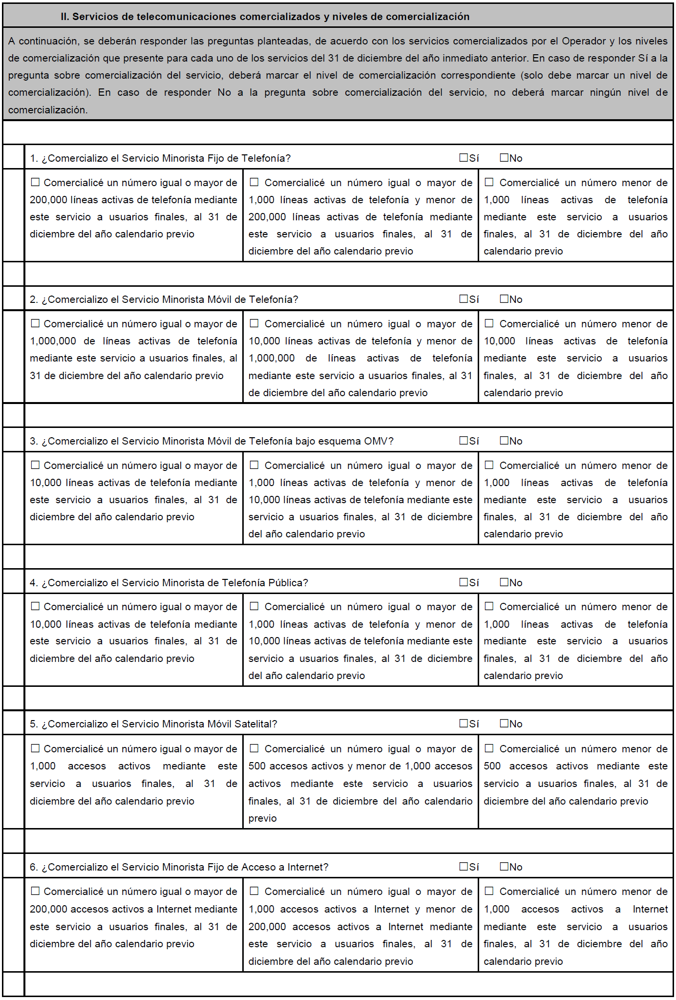 II. Servicios de telecomunicaciones comercializados y niveles de comercialización
A continuación, se deberán responder las preguntas planteadas, de acuerdo con los servicios comercializados por el Operador y los niveles
de comercialización que presente para cada uno de los servicios del 31 de diciembre del año inmediato anterior. En caso de responder Sí a la
pregunta sobre comercialización del servicio, deberá marcar el nivel de comercialización correspondiente (solo debe marcar un nivel de
comercialización). En caso de responder No a la pregunta sobre comercialización del servicio, no deberá marcar ningún nivel de
comercialización.
1. ¿Comercializo el Servicio Minorista Fijo de Telefonía? ☐Sí ☐No
☐ Comercialicé un número igual o mayor de
200,000 líneas activas de telefonía mediante
este servicio a usuarios finales, al 31 de
diciembre del año calendario previo
☐ Comercialicé un número igual o mayor de
1,000 líneas activas de telefonía y menor de
200,000 líneas activas de telefonía mediante
este servicio a usuarios finales, al 31 de
diciembre del año calendario previo
☐ Comercialicé un número menor de
1,000 líneas activas de telefonía
mediante este servicio a usuarios
finales, al 31 de diciembre del año
calendario previo
2. ¿Comercializo el Servicio Minorista Móvil de Telefonía? ☐Sí ☐No
☐ Comercialicé un número igual o mayor de
1,000,000 de líneas activas de telefonía
mediante este servicio a usuarios finales, al
31 de diciembre del año calendario previo
☐ Comercialicé un número igual o mayor de
10,000 líneas activas de telefonía y menor de
1,000,000 de líneas activas de telefonía
mediante este servicio a usuarios finales, al 31
de diciembre del año calendario previo
☐ Comercialicé un número menor de
10,000 líneas activas de telefonía
mediante este servicio a usuarios
finales, al 31 de diciembre del año
calendario previo
3. ¿Comercializo el Servicio Minorista Móvil de Telefonía bajo esquema OMV? ☐Sí ☐No
☐ Comercialicé un número igual o mayor de
10,000 líneas activas de telefonía mediante
este servicio a usuarios finales, al 31 de
diciembre del año calendario previo
☐ Comercialicé un número igual o mayor de
1,000 líneas activas de telefonía y menor de
10,000 líneas activas de telefonía mediante este
servicio a usuarios finales, al 31 de diciembre
del año calendario previo
☐ Comercialicé un número menor de
1,000 líneas activas de telefonía
mediante este servicio a usuarios
finales, al 31 de diciembre del año
calendario previo
4. ¿Comercializo el Servicio Minorista de Telefonía Pública? ☐Sí ☐No
☐ Comercialicé un número igual o mayor de
10,000 líneas activas de telefonía mediante
este servicio a usuarios finales, al 31 de
diciembre del año calendario previo
☐ Comercialicé un número igual o mayor de
1,000 líneas activas de telefonía y menor de
10,000 líneas activas de telefonía mediante este
servicio a usuarios finales, al 31 de diciembre
del año calendario previo
☐ Comercialicé un número menor de
1,000 líneas activas de telefonía
mediante este servicio a usuarios
finales, al 31 de diciembre del año
calendario previo
5. ¿Comercializo el Servicio Minorista Móvil Satelital? ☐Sí ☐No
☐ Comercialicé un número igual o mayor de
1,000 accesos activos mediante este
servicio a usuarios finales, al 31 de
diciembre del año calendario previo
☐ Comercialicé un número igual o mayor de
500 accesos activos y menor de 1,000 accesos
activos mediante este servicio a usuarios
finales, al 31 de diciembre del año calendario
previo
☐ Comercialicé un número menor de
500 accesos activos mediante este
servicio a usuarios finales, al 31 de
diciembre del año calendario previo
6. ¿Comercializo el Servicio Minorista Fijo de Acceso a Internet? ☐Sí ☐No
☐ Comercialicé un número igual o mayor de
200,000 accesos activos a Internet mediante
este servicio a usuarios finales, al 31 de
diciembre del año calendario previo
☐ Comercialicé un número igual o mayor de
1,000 accesos activos a Internet y menor de
200,000 accesos activos a Internet mediante
este servicio a usuarios finales, al 31 de
diciembre del año calendario previo
☐ Comercialicé un número menor de
1,000 accesos activos a Internet
mediante este servicio a usuarios
finales, al 31 de diciembre del año
calendario previo